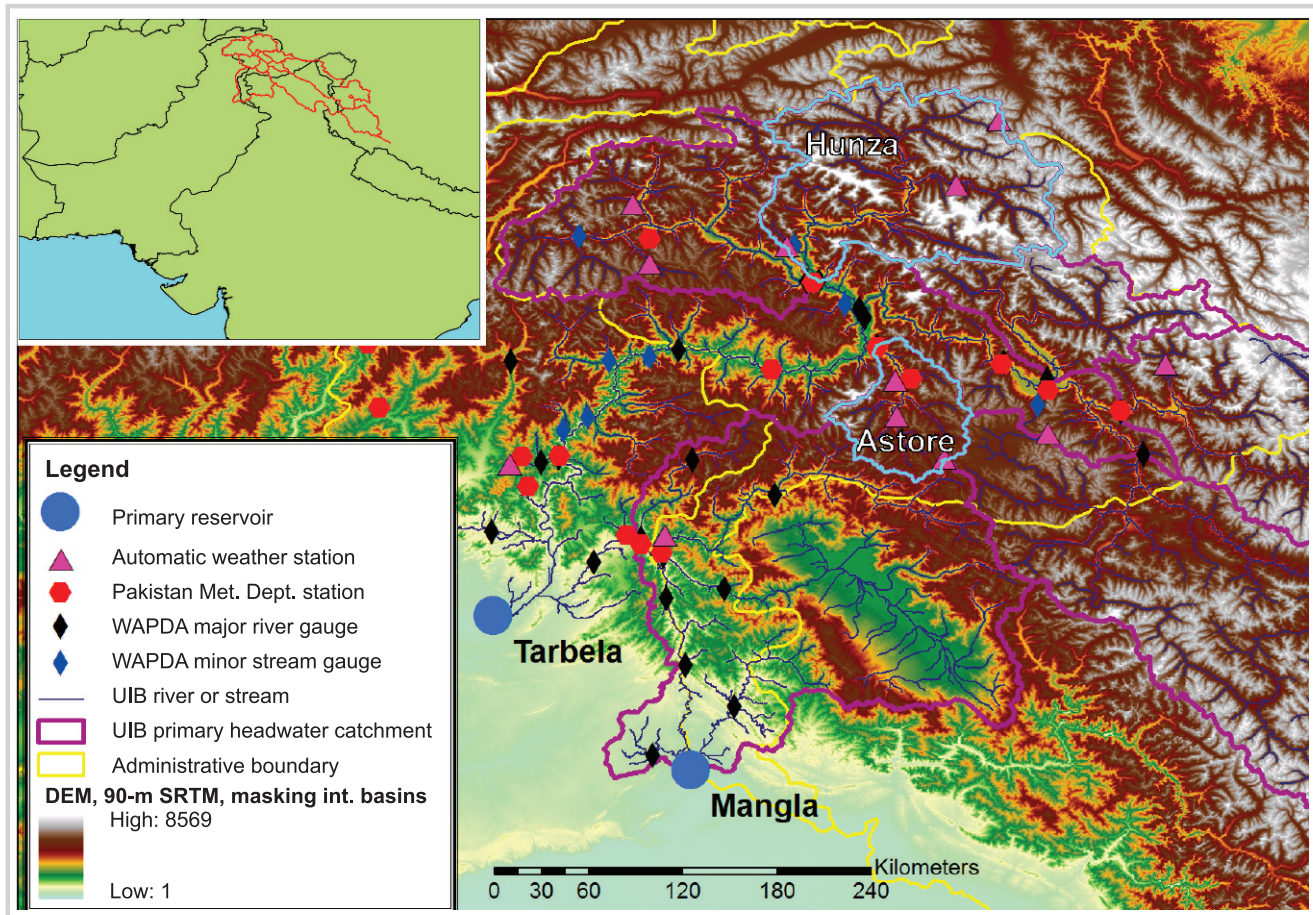 Hunza
Astore
Legend
Primary reservoir
Automatic weather station
Pakistan Met. Dept. station
WAPDA major river gauge
WAPDA minor stream gauge
UIB river or stream
UIB primary headwater catchment
Administrative boundary
DEM, 90-m SRTM, masking int. basins
High: 8569
Low: 1
Tarbela
Mangla
Kilometers
0 30 60 120 180 240